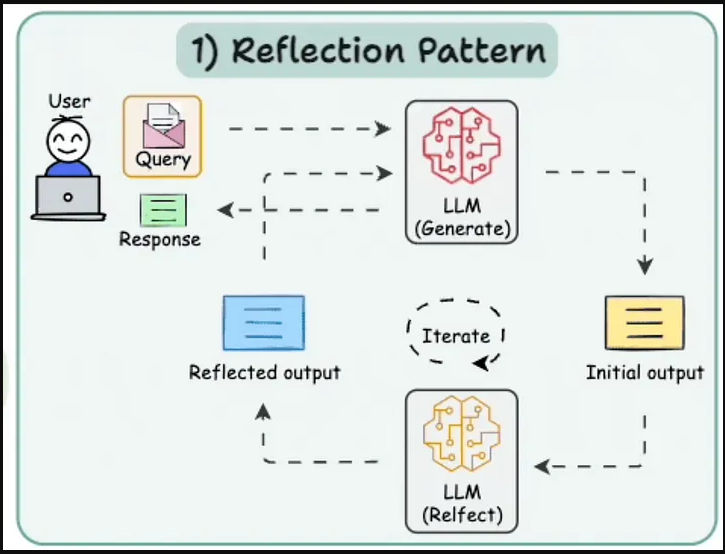 1) Reflection Pattern
User
Query
Response
LLM
(Generate)
Reflected output
Iterate
Initial output
LLM
(Relfect)